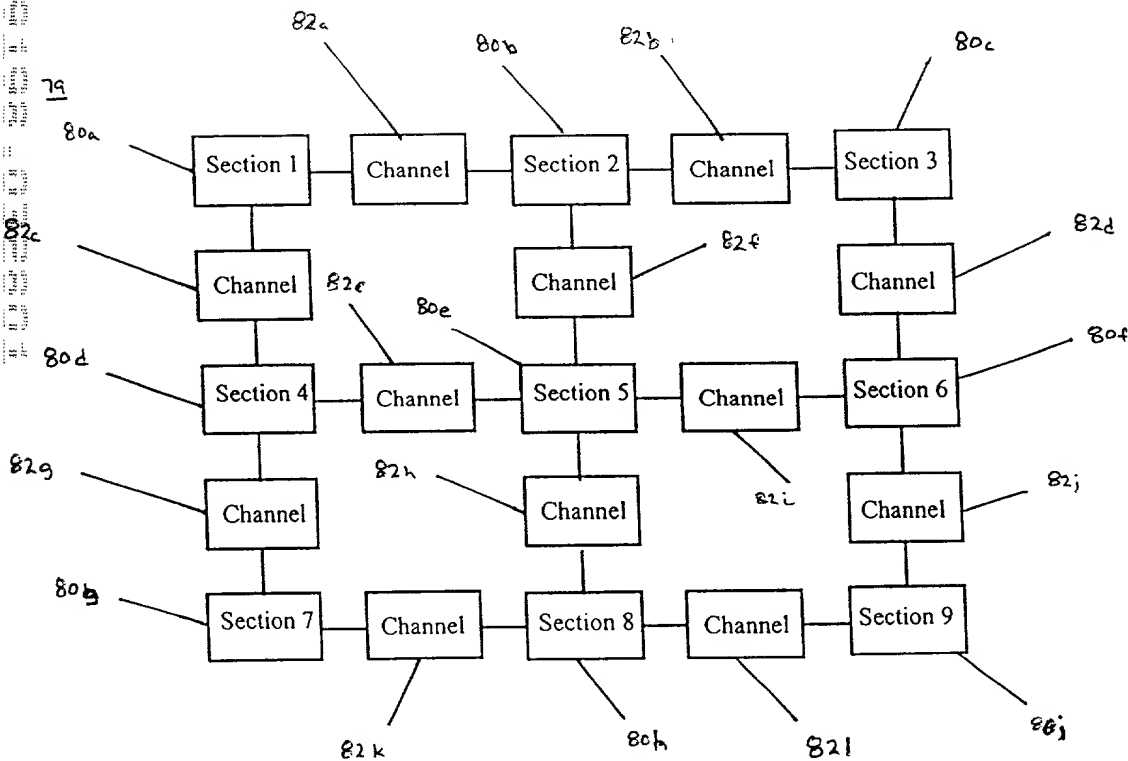 82a
80b
82b
80c
79
80a
Section 1
Channel
Section 2
Channel
Section 3
82c
Channel
Channel
82f
Channel
82d
82e
80e
80d
Section 4
Channel
Section 5
Channel
Section 6
80f
82g
Channel
82h
Channel
82i
Channel
82j
80g
Section 7
Channel
Section 8
Channel
Section 9
82k
80h
82l